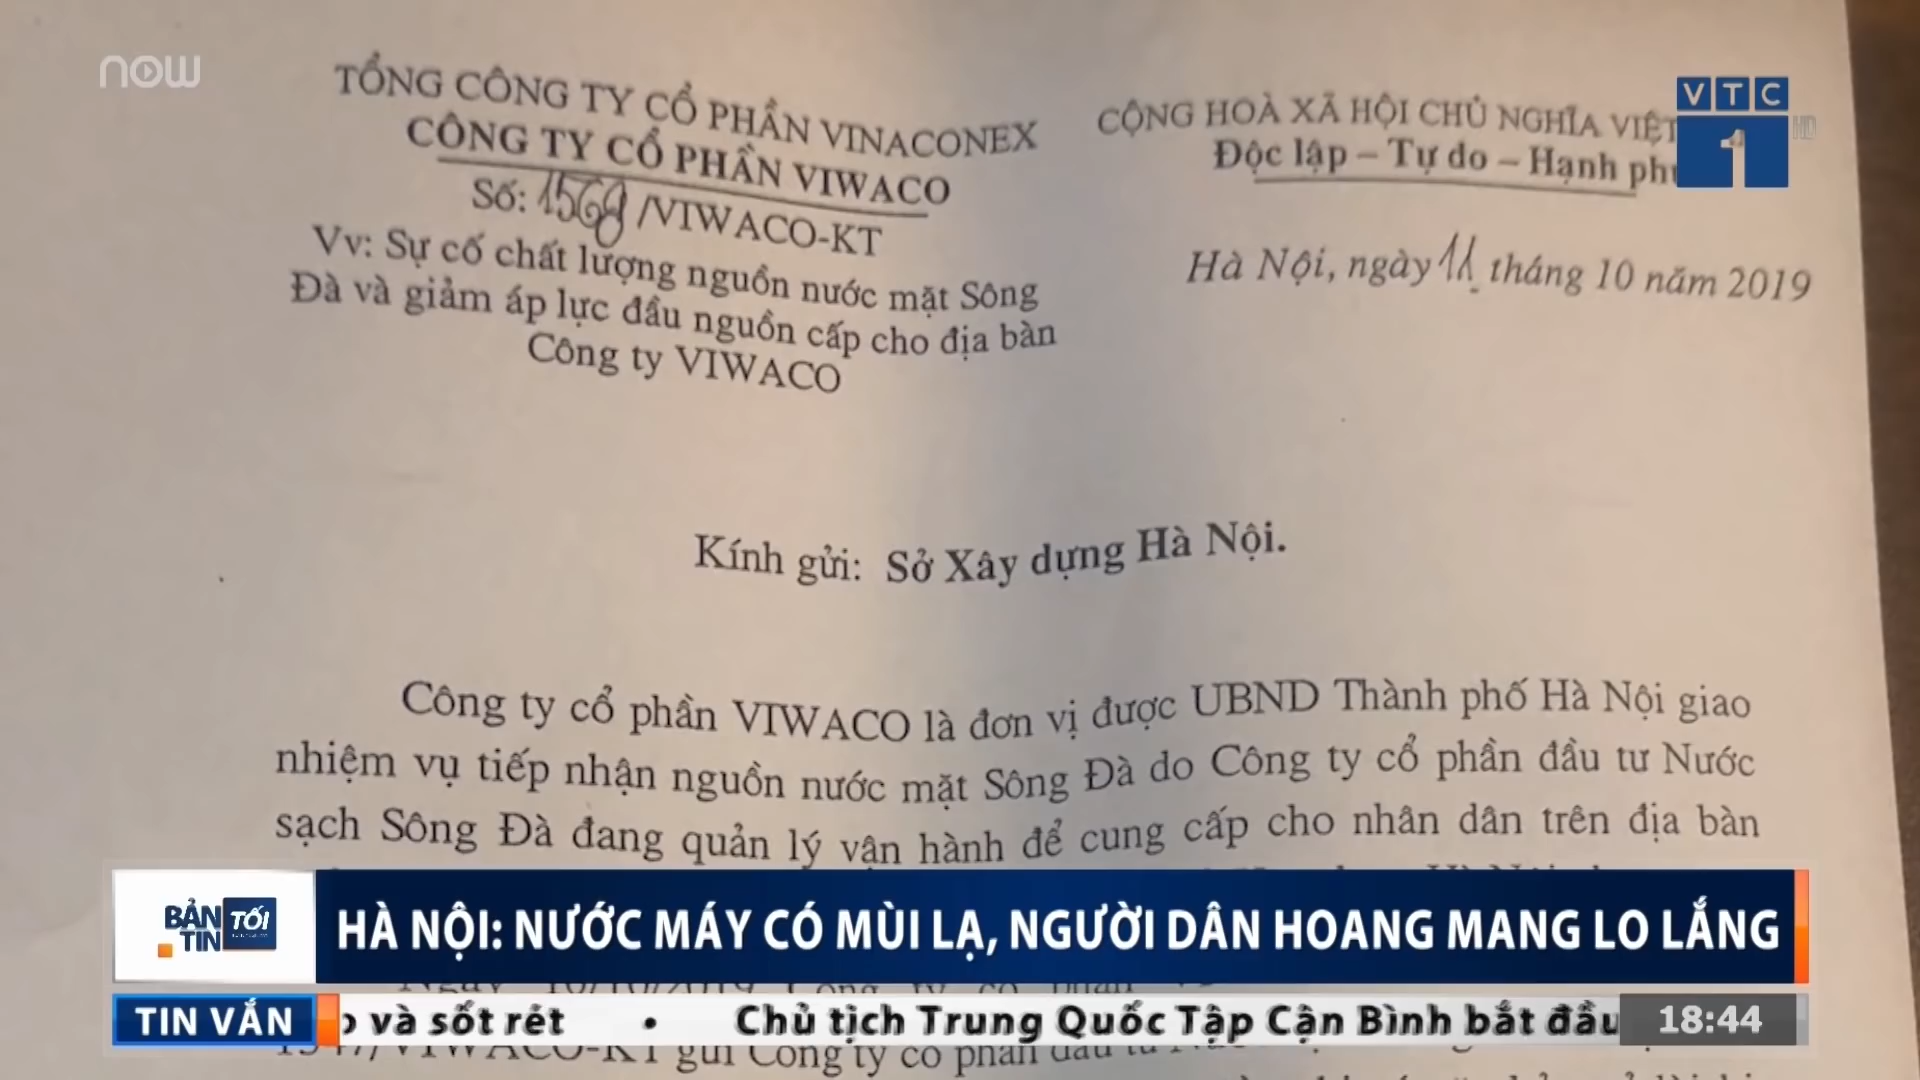 now
VTC
1
HD
TỔNG CÔNG TY CỔ PHẦN VINACONEX
CÔNG TY CỔ PHẦN VIWACO
Số: 1568/VIWACO-KT
Vv: Sự cố chất lượng nguồn nước mặt Sông
Đà và giảm áp lực đầu nguồn cấp cho địa bàn
Công ty VIWACO
CỘNG HOÀ XÃ HỘI CHỦ NGHĨA VIỆT
Độc lập – Tự do – Hạnh
Hà Nội, ngày 11 tháng 10 năm 2019
Kính gửi: Sở Xây dựng Hà Nội.
Công ty cổ phần VIWACO là đơn vị được UBND Thành phố Hà Nội giao
nhiệm vụ tiếp nhận nguồn nước mặt Sông Đà do Công ty cổ phần đầu tư Nước
sạch Sông Đà đang quản lý vận hành để cung cấp cho nhân dân trên địa bàn
BẢN TIN TỐI
HÀ NỘI: NƯỚC MÁY CÓ MÙI LẠ, NGƯỜI DÂN HOANG MANG LO LẮNG
TIN VẮN
và sốt rét • Chủ tịch Trung Quốc Tập Cận Bình bắt đầu
18:44
/VIWACO-KT gửi Công ty cổ phần đầu tư